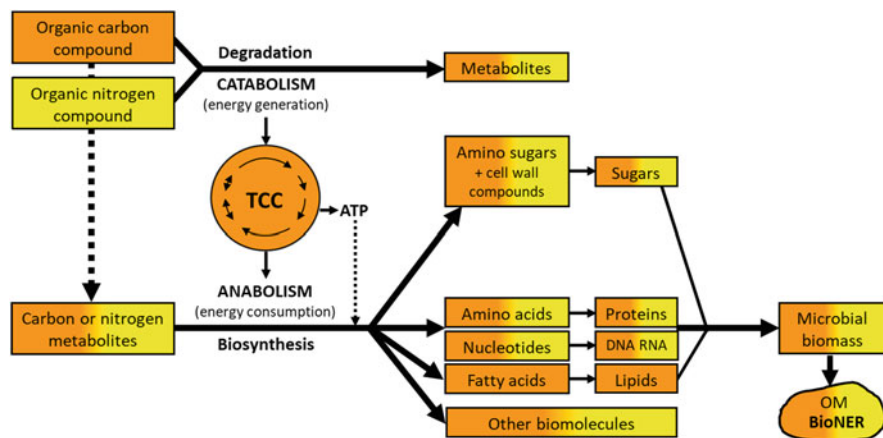 Organic carbon
compound
Organic nitrogen
compound
Degradation
CATABOLISM
(energy generation)
Metabolites
TCC
ATP
Amino sugars
+ cell wall
compounds
Sugars
ANABOLISM
(energy consumption)
Biosynthesis
Carbon or nitrogen
metabolites
Amino acids
Proteins
Nucleotides
DNA RNA
Fatty acids
Lipids
Other biomolecules
Microbial
biomass
OM
BioNER